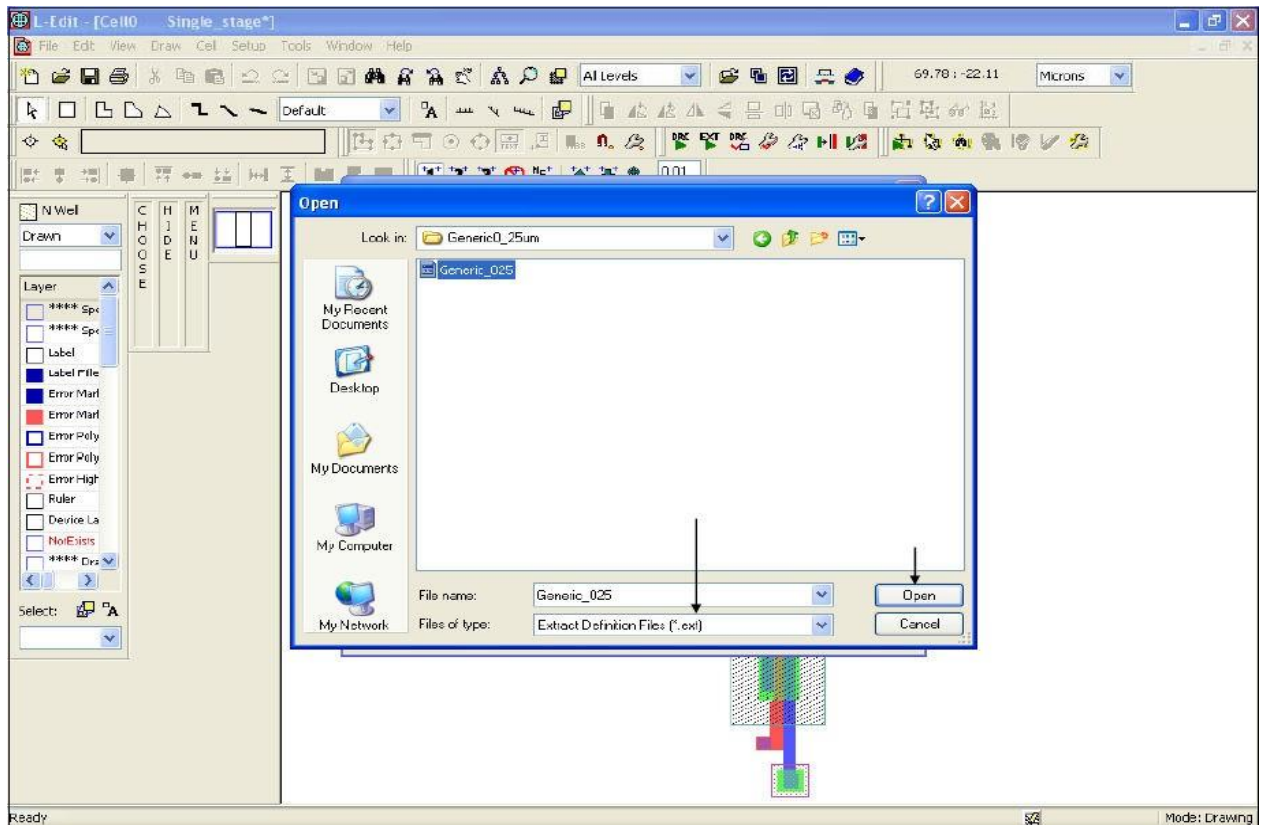 L-Edit - [Cell0 Single_stage*]
File Edit View Draw Cell Setup Tools Window Help
All Levels
69.78 : -22.11
Microns
Default
DRC EXT DRC
0.01
N Well
Drawn
CHOOSE
HIDE
MENU
Layer
**** Spe
**** Spe
Label
Label Fille
Error Mark
Error Mark
Error Poly
Error Poly
Error High
Ruler
Device La
NotExists
**** Dra
Select:
Open
Look in: Generic0_25um
Generic_025
My Recent
Documents
Desktop
My Documents
My Computer
My Network
File name: Generic_025 Open
Files of type: Extract Definition Files (*.ext) Cancel
Ready
Mode: Drawing